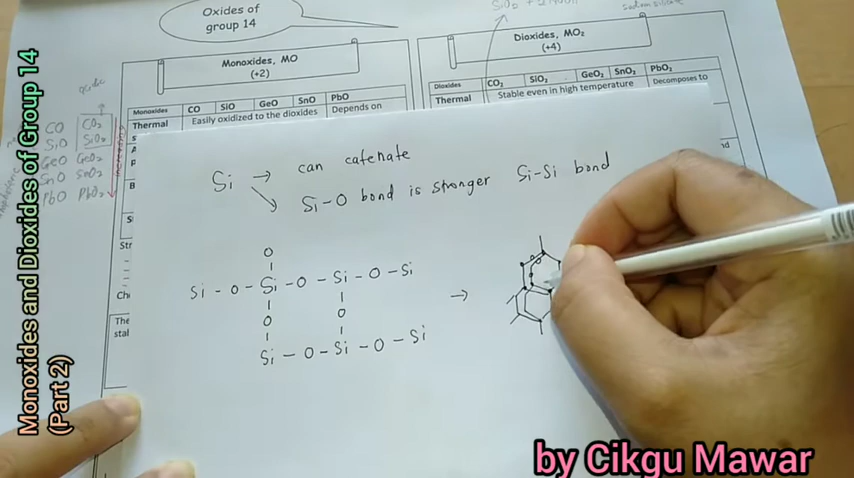 Oxides of
group 14
Monoxides, MO
(+2)
Dioxides, MO₂
(+4)
Monoxides CO SiO GeO SnO PbO
Thermal Easily oxidized to the dioxides Depends on
Dioxides CO₂ SiO₂ GeO₂ SnO₂ PbO₂
Thermal Stable even in high temperature Decomposes to
acidic
CO CO₂
SiO SiO₂
GeO GeO₂
SnO SnO₂
PbO PbO₂
Si → can catenate
Si-O bond is stronger Si-Si bond
O
Si - O - Si - O - Si - O - Si
O O
Si - O - Si - O - Si
→
Monoxides and Dioxides of Group 14
(Part 2)
by Cikgu Mawar